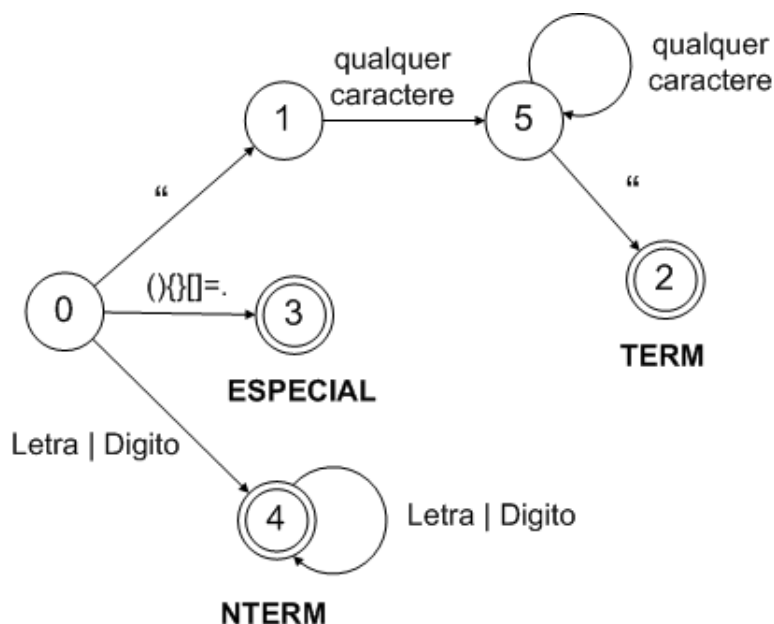 qualquer
caractere
qualquer
caractere
1
5
“
“
0
(){}[]=.
3
2
TERM
ESPECIAL
Letra | Digito
4
Letra | Digito
NTERM